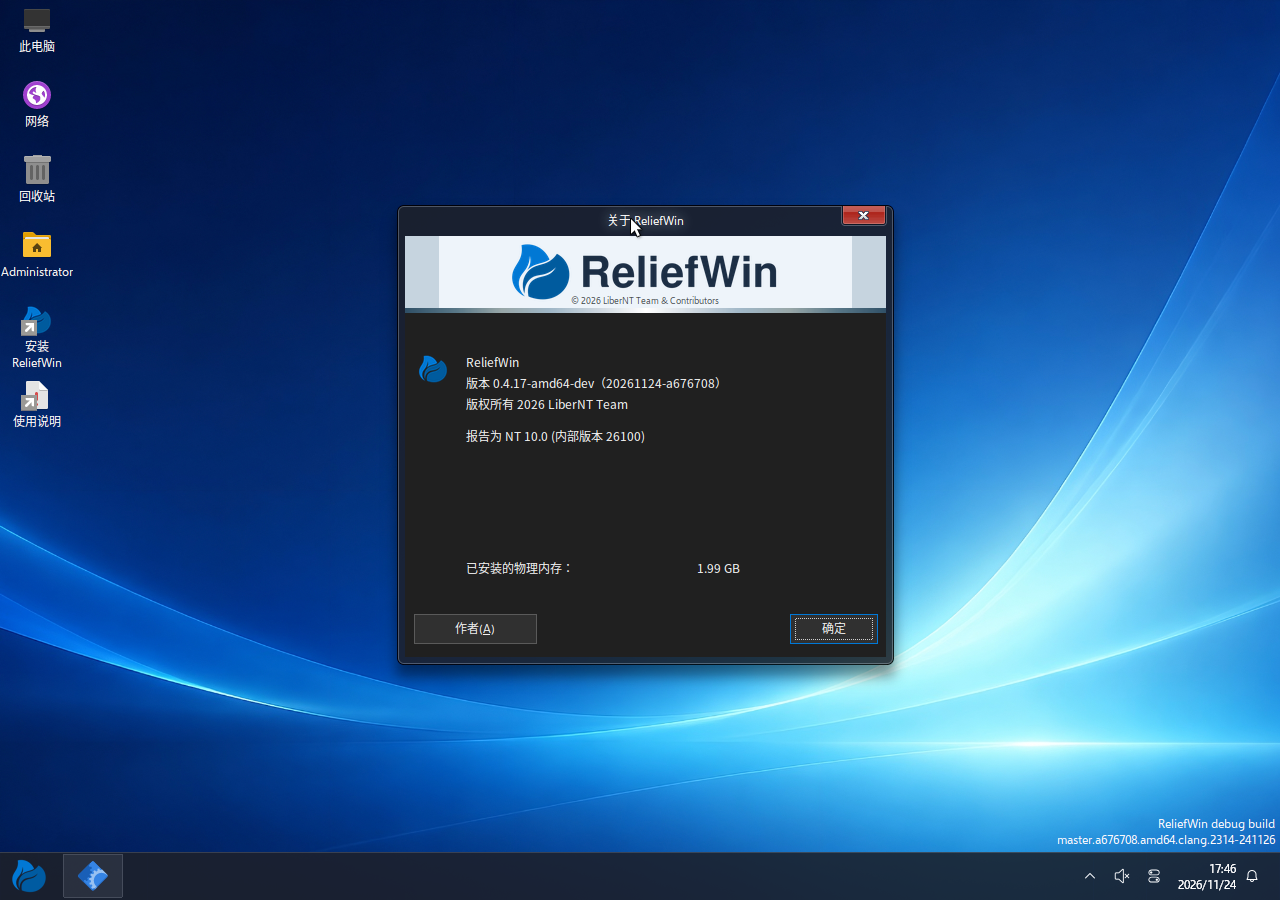 此电脑
网络
回收站
Administrator
安装
ReliefWin
使用说明
关于 ReliefWin
ReliefWin
© 2026 LiberNT Team & Contributors
ReliefWin
版本 0.4.17-amd64-dev（20261124-a676708）
版权所有 2026 LiberNT Team
报告为 NT 10.0 (内部版本 26100)
已安装的物理内存： 1.99 GB
作者(A)
确定
ReliefWin debug build
master.a676708.amd64.clang.2314-241126
17:46
2026/11/24